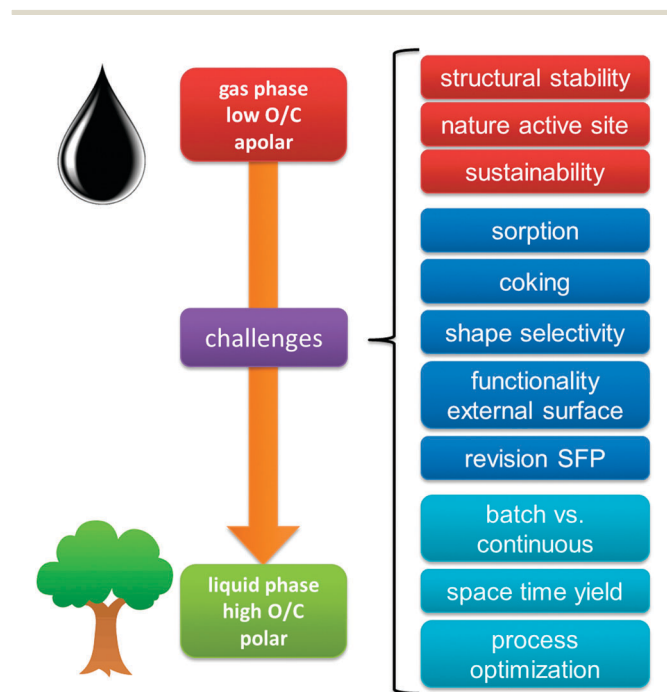 gas phase
low O/C
apolar
challenges
liquid phase
high O/C
polar
structural stability
nature active site
sustainability
sorption
coking
shape selectivity
functionality
external surface
revision SFP
batch vs.
continuous
space time yield
process
optimization